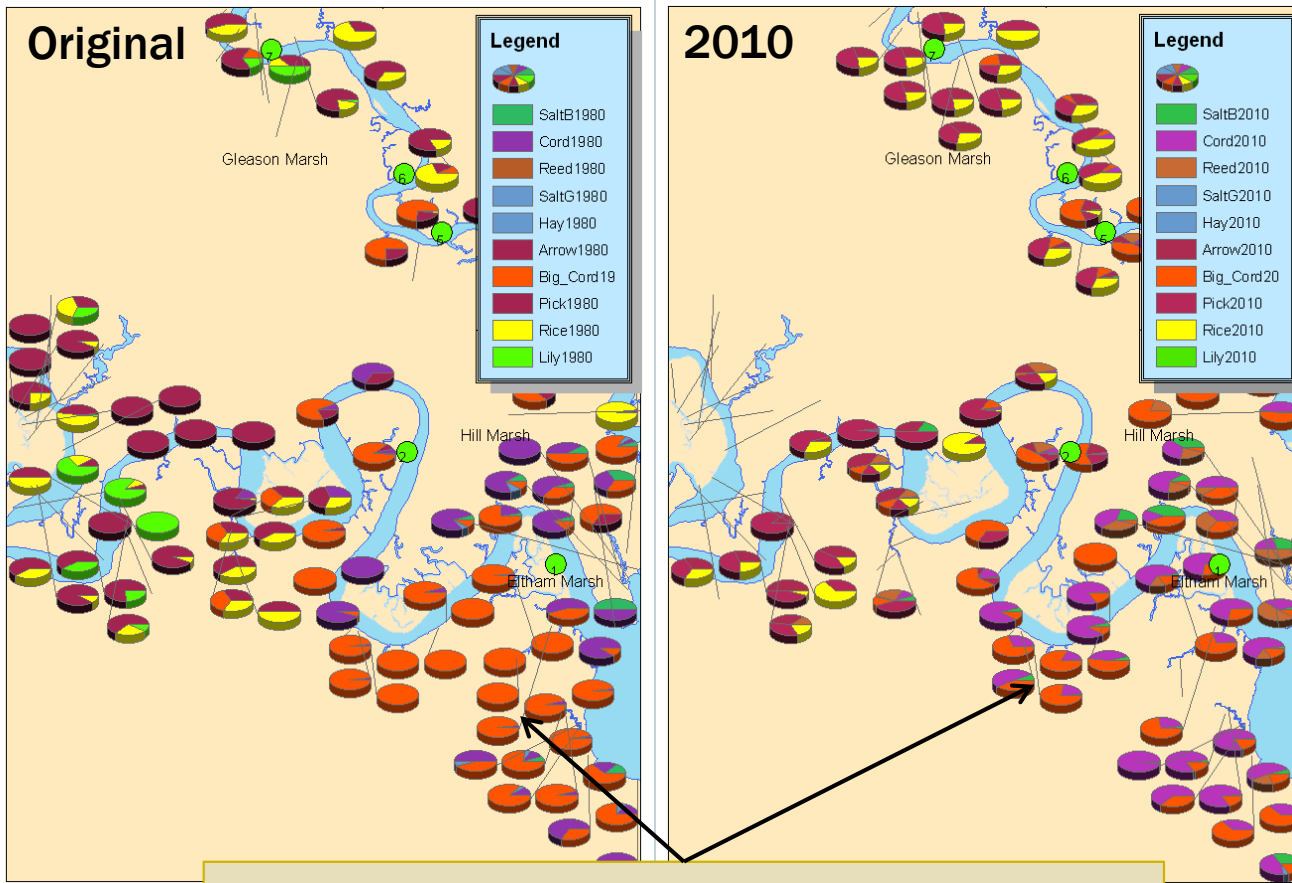 Original
Legend
SaltB1980
Cord1980
Reed1980
SaltG1980
Hay1980
Arrow1980
Big_Cord19
Pick1980
Rice1980
Lily1980
7
Gleason Marsh
6
5
Hill Marsh
2
1
Eltham Marsh
2010
Legend
SaltB2010
Cord2010
Reed2010
SaltG2010
Hay2010
Arrow2010
Big_Cord20
Pick2010
Rice2010
Lily2010
7
Gleason Marsh
6
5
Hill Marsh
2
1
Eltham Marsh